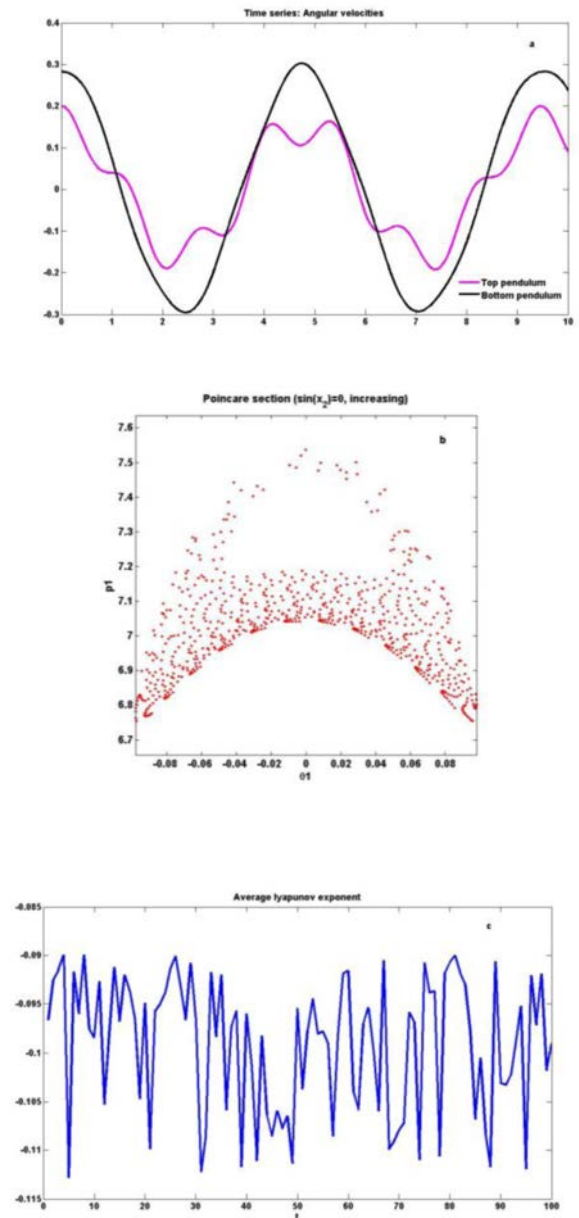 Time series: Angular velocities
a
0.4
0.3
0.2
0.1
0
-0.1
-0.2
-0.3
Top pendulum
Bottom pendulum
0 1 2 3 4 5 6 7 8 9 10
Poincare section (sin(x2)=0, increasing)
b
7.6
7.5
7.4
7.3
7.2
7.1
7
6.9
6.8
6.7
p1
-0.08 -0.06 -0.04 -0.02 0 0.02 0.04 0.06 0.08
θ1
Average lyapunov exponent
c
-0.085
-0.09
-0.095
-0.1
-0.105
-0.11
-0.115
0 10 20 30 40 50 60 70 80 90 100